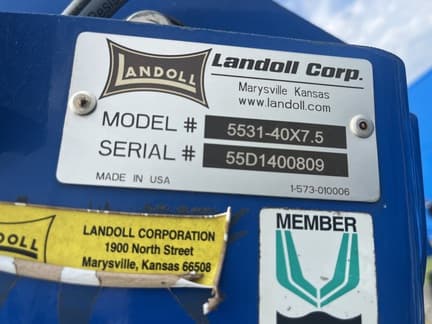 LANDOLL
Landoll Corp.
Marysville Kansas
www.landoll.com
MODEL # 5531-40X7.5
SERIAL # 55D1400809
MADE IN USA
1-573-010006
DOLL
LANDOLL CORPORATION
1900 North Street
Marysville, Kansas 66508
MEMBER